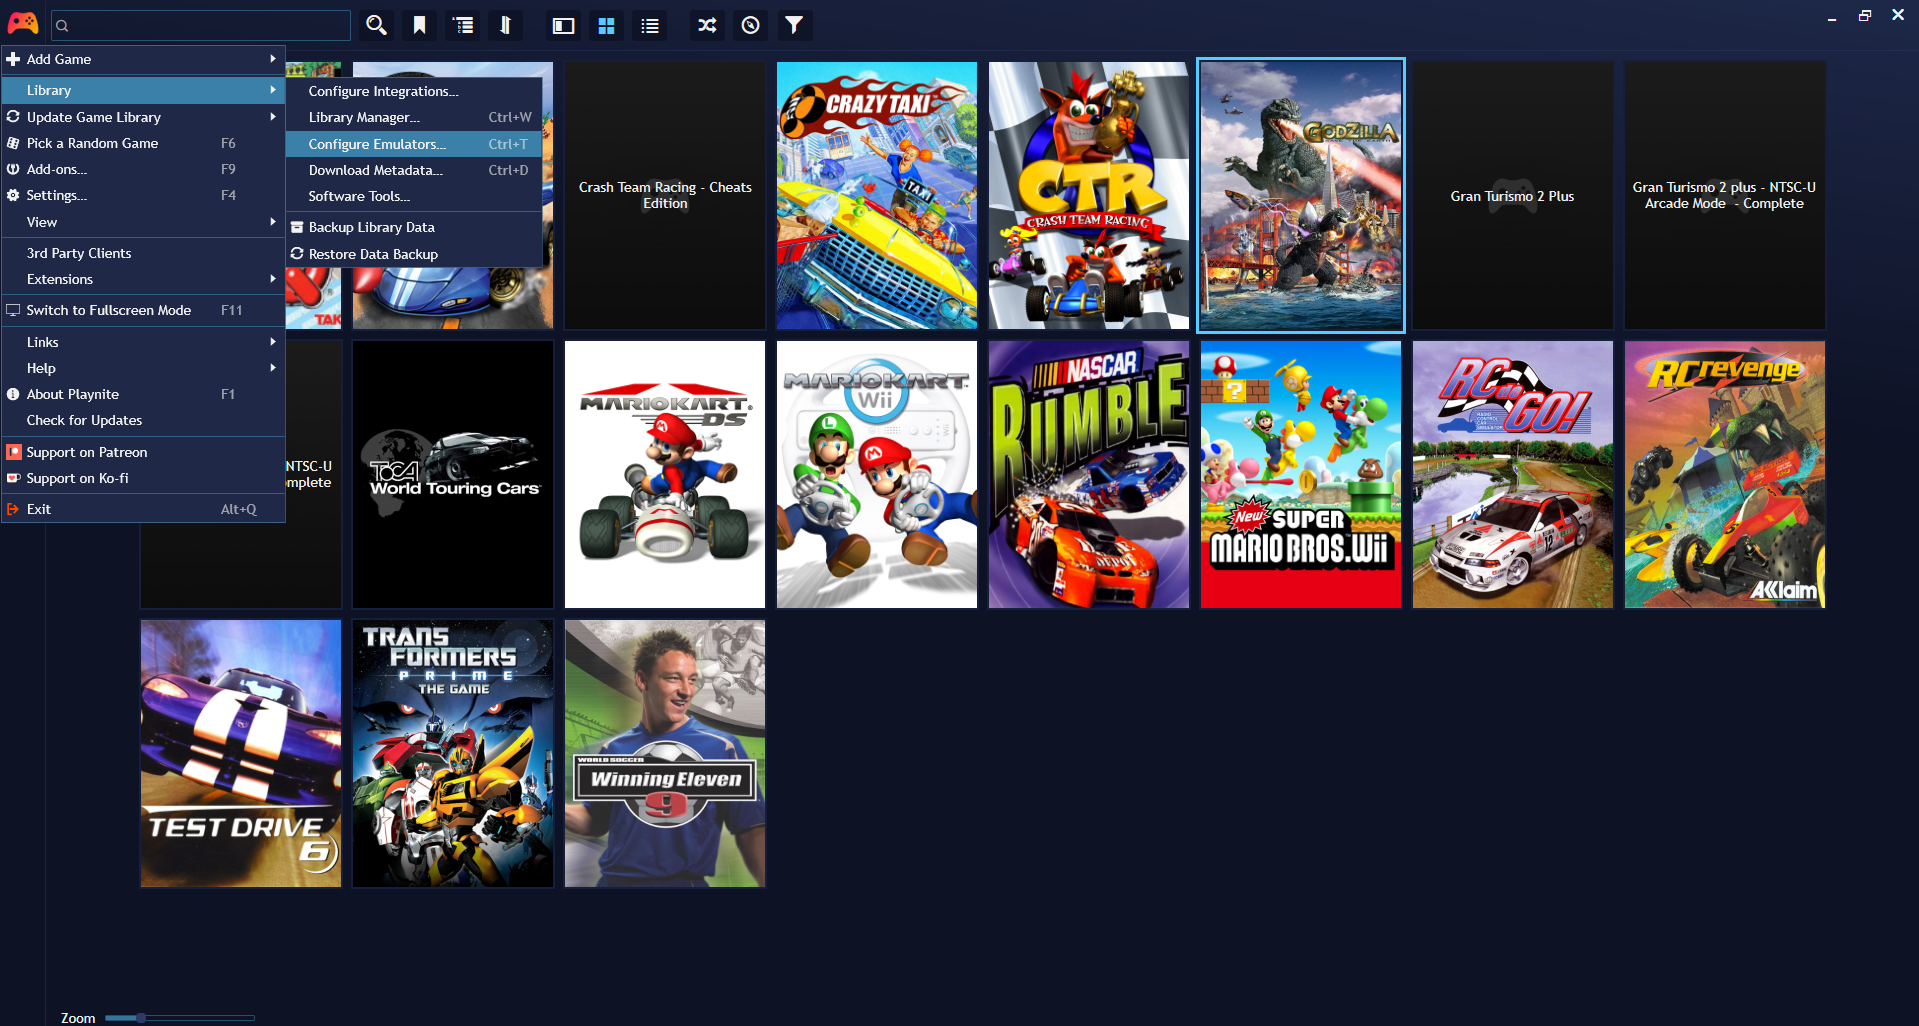 Add Game
Library
Update Game Library
Pick a Random Game F6
Add-ons... F9
Settings... F4
View
3rd Party Clients
Extensions
Switch to Fullscreen Mode F11
Links
Help
About Playnite F1
Check for Updates
Support on Patreon
Support on Ko-fi
Exit Alt+Q
Configure Integrations...
Library Manager... Ctrl+W
Configure Emulators... Ctrl+T
Download Metadata... Ctrl+D
Software Tools...
Backup Library Data
Restore Data Backup
TAK
Crash Team Racing - Cheats
Edition
CRAZY TAXI
TAXI
CTR
CRASH TEAM RACING
GODZILLA
Gran Turismo 2 Plus
Gran Turismo 2 plus - NTSC-U
Arcade Mode - Complete
NTSC-U
omplete
TOCA
World Touring Cars
MARIOKART
DS
MARIOKART
Wii
NASCAR
RUMBLE
New SUPER
MARIO BROS.Wii
RC de GO!
RC revenge
AKklaim
TEST DRIVE
6
TRANSFORMERS
PRIME
THE GAME
WORLD SOCCER
Winning Eleven
9
Zoom